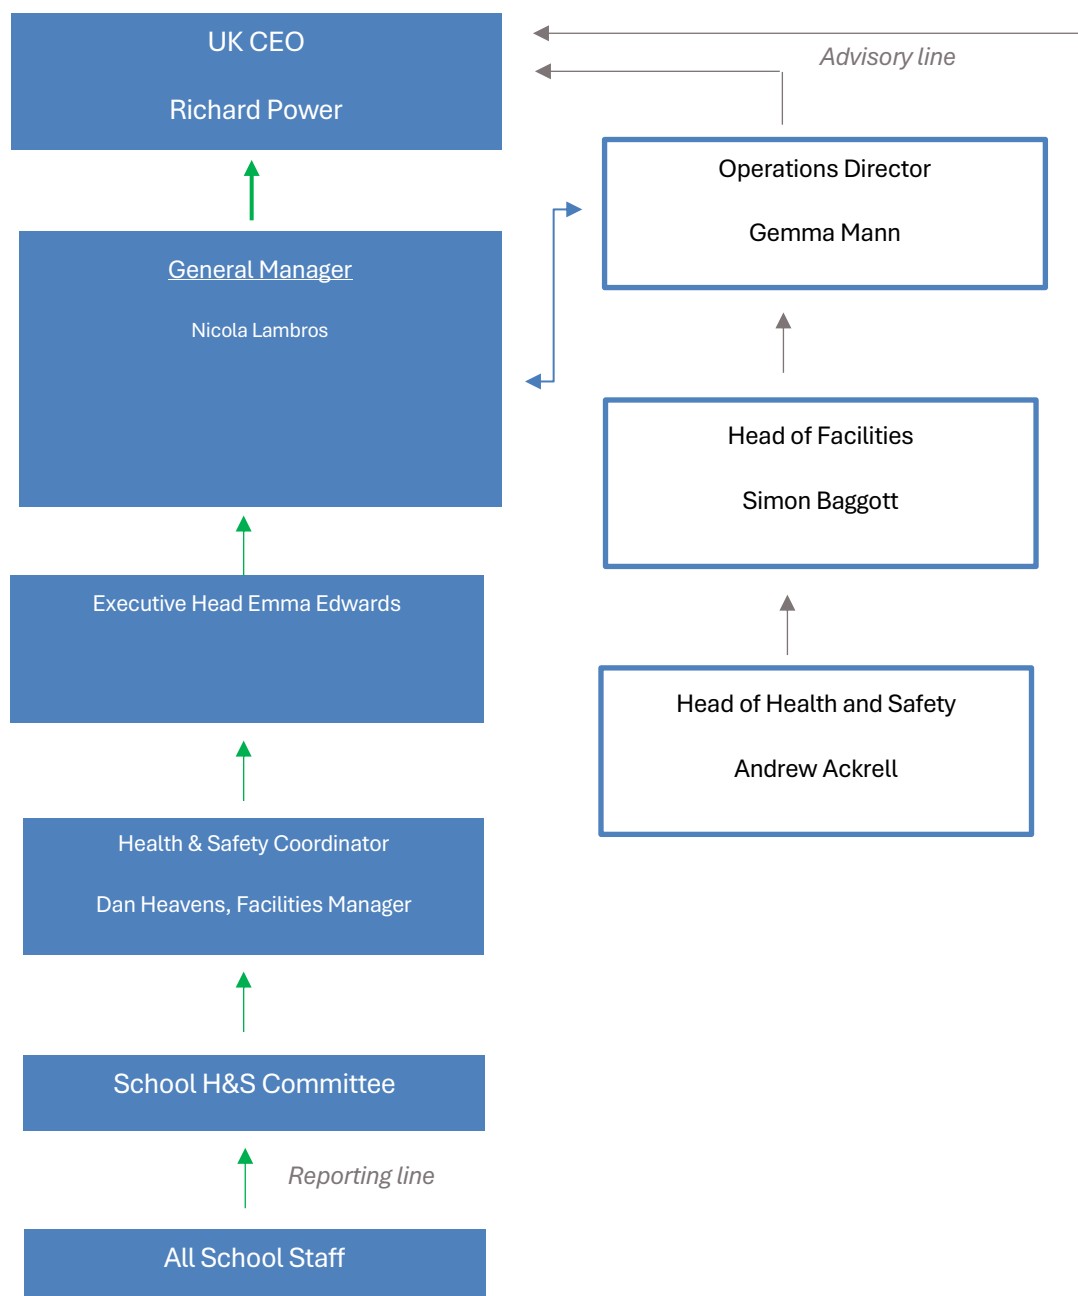 UK CEO
Richard Power
Advisory line
Operations Director
Gemma Mann
General Manager
Nicola Lambros
Head of Facilities
Simon Baggott
Executive Head Emma Edwards
Head of Health and Safety
Andrew Ackrell
Health & Safety Coordinator
Dan Heavens, Facilities Manager
School H&S Committee
Reporting line
All School Staff